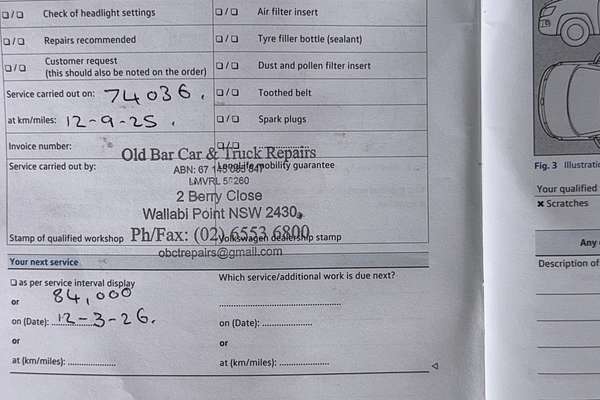 ❑ / ❑ Check of headlight settings
❑ / ❑ Air filter insert
❑ / ❑ Repairs recommended
❑ / ❑ Tyre filler bottle (sealant)
❑ / ❑ Customer request
(this should also be noted on the order)
❑ / ❑ Dust and pollen filter insert
Service carried out on: 74036.
❑ / ❑ Toothed belt
at km/miles: 12-9-25.
❑ / ❑ Spark plugs
Invoice number:
❑ / ❑
Service carried out by:
LongLife mobility guarantee
Old Bar Car & Truck Repairs
ABN: 67
LMVRL
2 Berry Close
Wallabi Point NSW 2430
Ph/Fax: (02) 6553 6800
obctrepairs@gmail.com
Stamp of qualified workshop
Volkswagen dealership stamp
Your next service
❑ as per service interval display
84,000
or
on (Date): 12-3-26.
or
at (km/miles): ....................
Which service/additional work is due next?
on (Date): ....................
or
at (km/miles): ....................
Fig. 3 Illustratio
Your qualified
✖ Scratches
Any
Description of